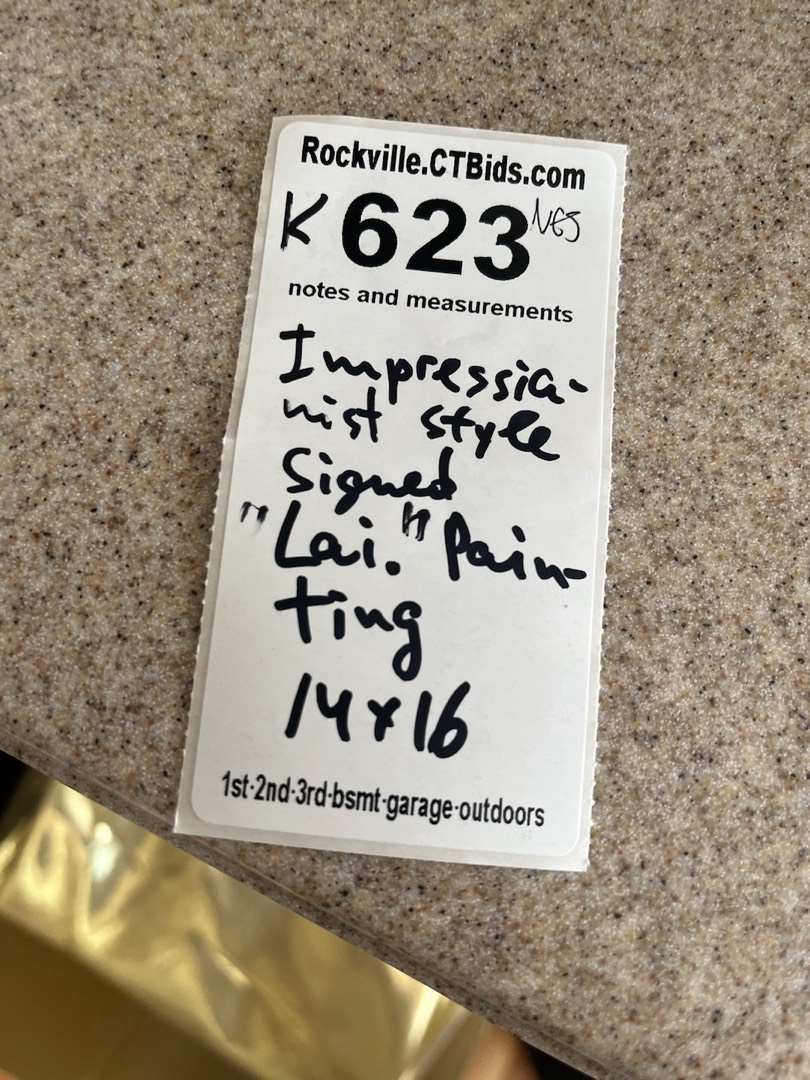 Rockville.CTBids.com
K 623
notes and measurements
Impressia-
nist style
Signed
"Lai." Pain-
ting
14x16
1st·2nd·3rd·bsmt·garage·outdoors